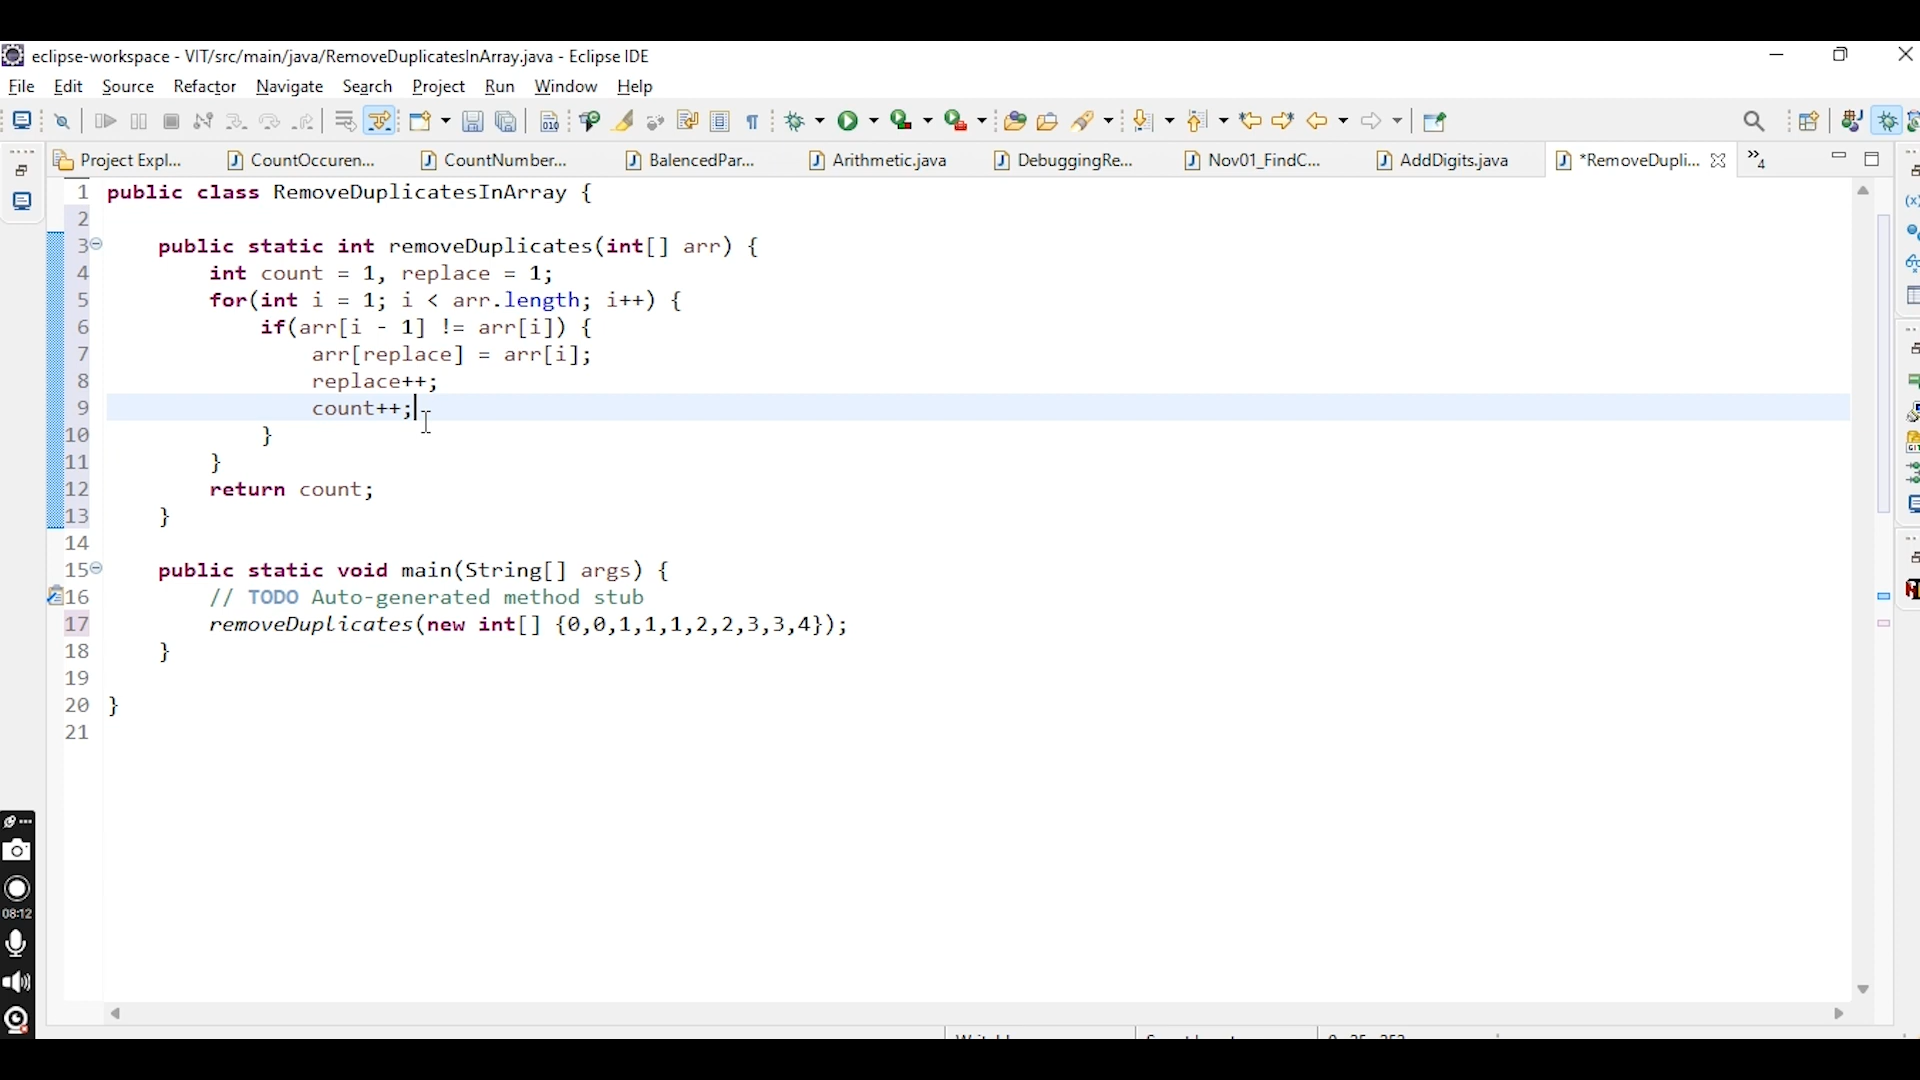 eclipse-workspace - VIT/src/main/java/RemoveDuplicatesInArray.java - Eclipse IDE
File Edit Source Refactor Navigate Search Project Run Window Help
Project Expl... CountOccuren... CountNumber... BalencedPar... Arithmetic.java DebuggingRe... Nov01_FindC... AddDigits.java *RemoveDupli... »4
1 public class RemoveDuplicatesInArray {
2
3 public static int removeDuplicates(int[] arr) {
4 int count = 1, replace = 1;
5 for(int i = 1; i < arr.length; i++) {
6 if(arr[i - 1] != arr[i]) {
7 arr[replace] = arr[i];
8 replace++;
9 count++;
10 }
11 }
12 return count;
13 }
14
15 public static void main(String[] args) {
16 // TODO Auto-generated method stub
17 removeDuplicates(new int[] {0,0,1,1,1,2,2,3,3,4});
18 }
19
20 }
21
08:12